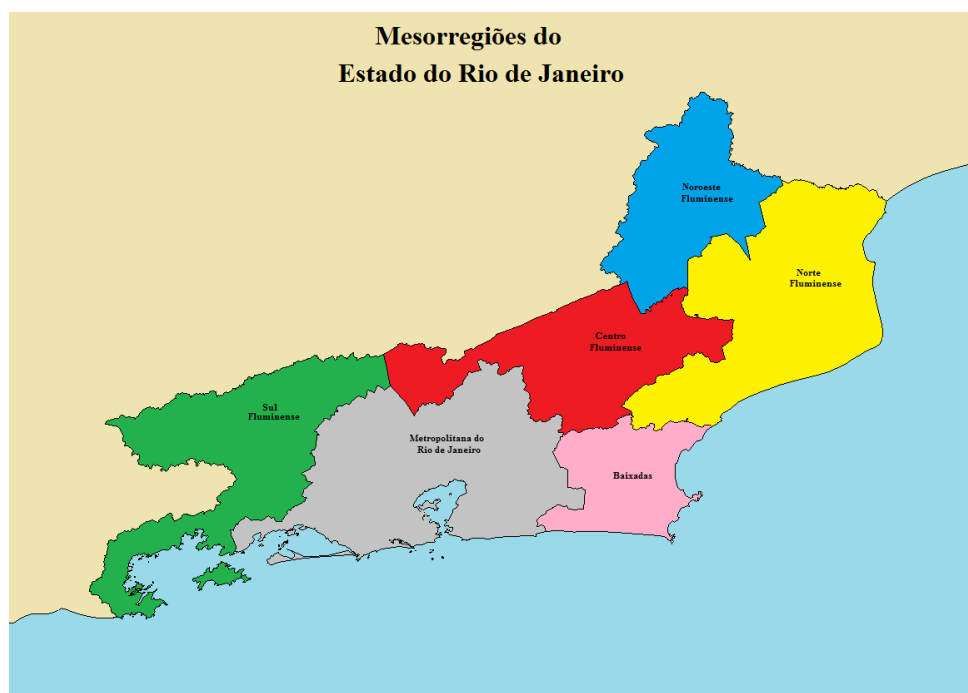 Mesorregiões do
Estado do Rio de Janeiro
Noroeste
Fluminense
Norte
Fluminense
Centro
Fluminense
Sul
Fluminense
Metropolitana do
Rio de Janeiro
Baixadas